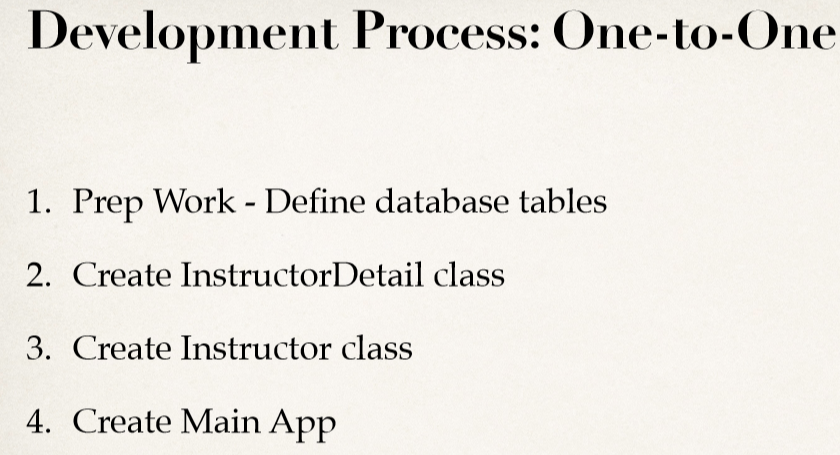 Development Process: One-to-One
1. Prep Work - Define database tables
2. Create InstructorDetail class
3. Create Instructor class
4. Create Main App